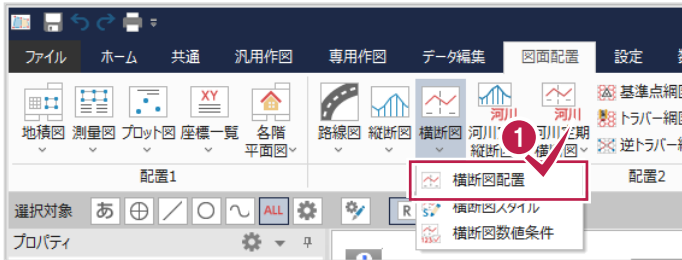 ファイル ホーム 共通 汎用作図 専用作図 データ編集 図面配置 設定
XY
地積図 測量図 プロット図 座標一覧 各階平面図 路線図 縦断図 横断図
河川 河川
縦断図 横断図
基準点網図
トラバー網
逆トラバー網
配置1 配置2
1
横断図配置
横断図スタイル
横断図数値条件
選択対象 あ ALL R
プロパティ